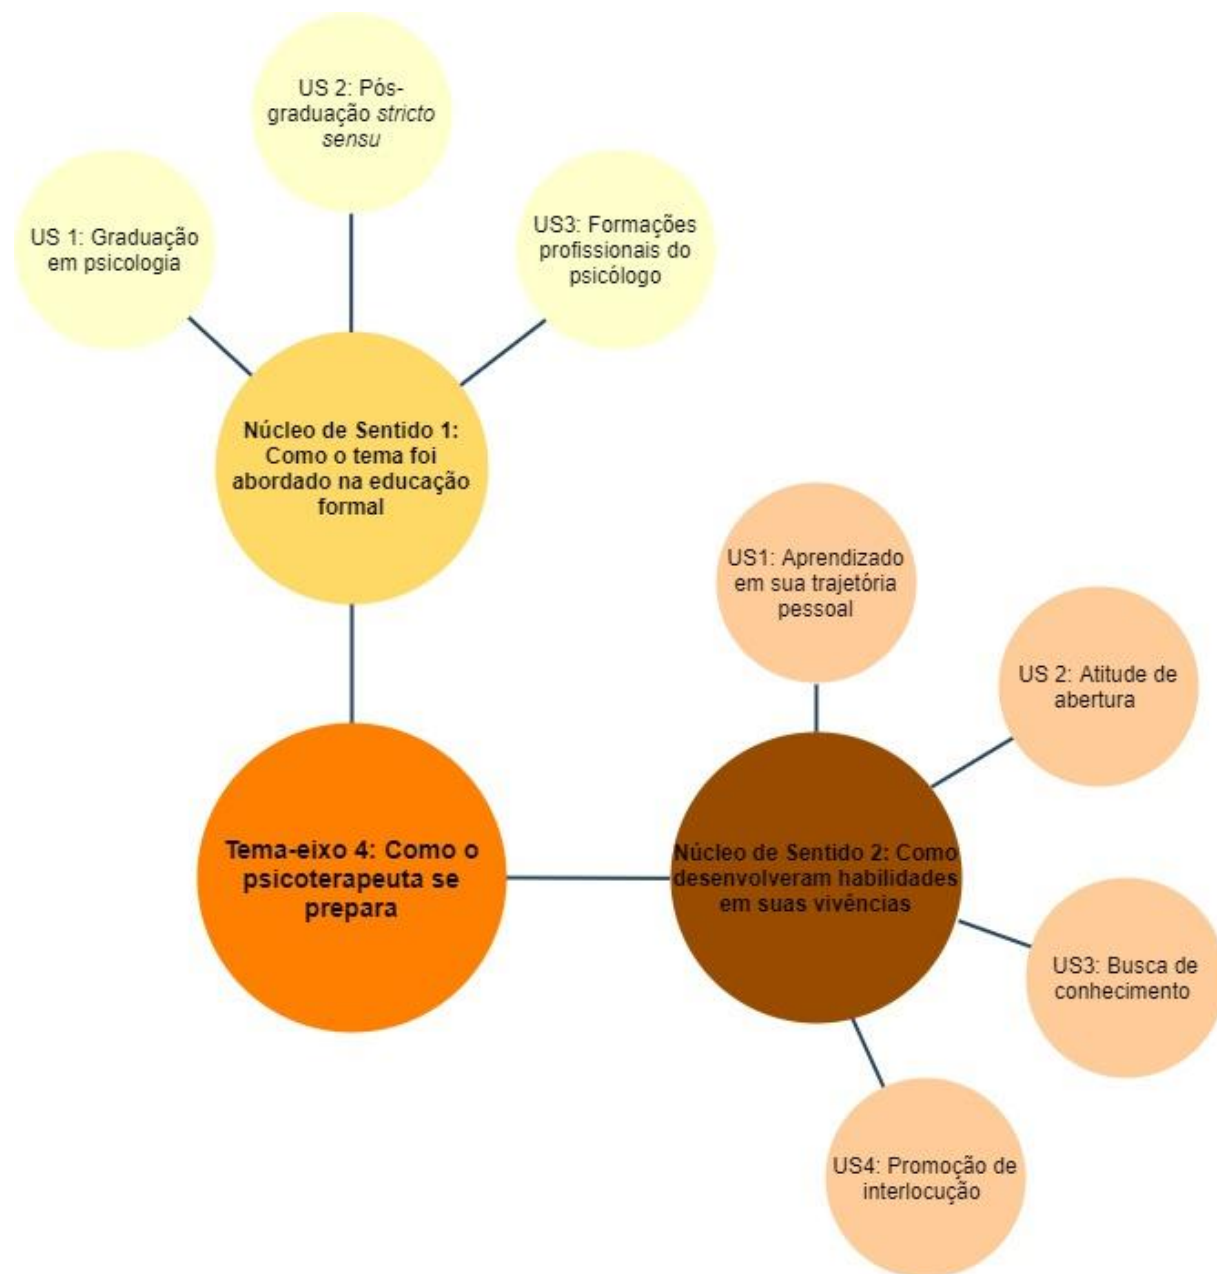 US 2: Pós-
graduação stricto
sensu
US 1: Graduação
em psicologia
US3: Formações
profissionais do
psicólogo
Núcleo de Sentido 1:
Como o tema foi
abordado na educação
formal
US1: Aprendizado
em sua trajetória
pessoal
US 2: Atitude de
abertura
Tema-eixo 4: Como o
psicoterapeuta se
prepara
Núcleo de Sentido 2: Como
desenvolveram habilidades
em suas vivências
US3: Busca de
conhecimento
US4: Promoção de
interlocução